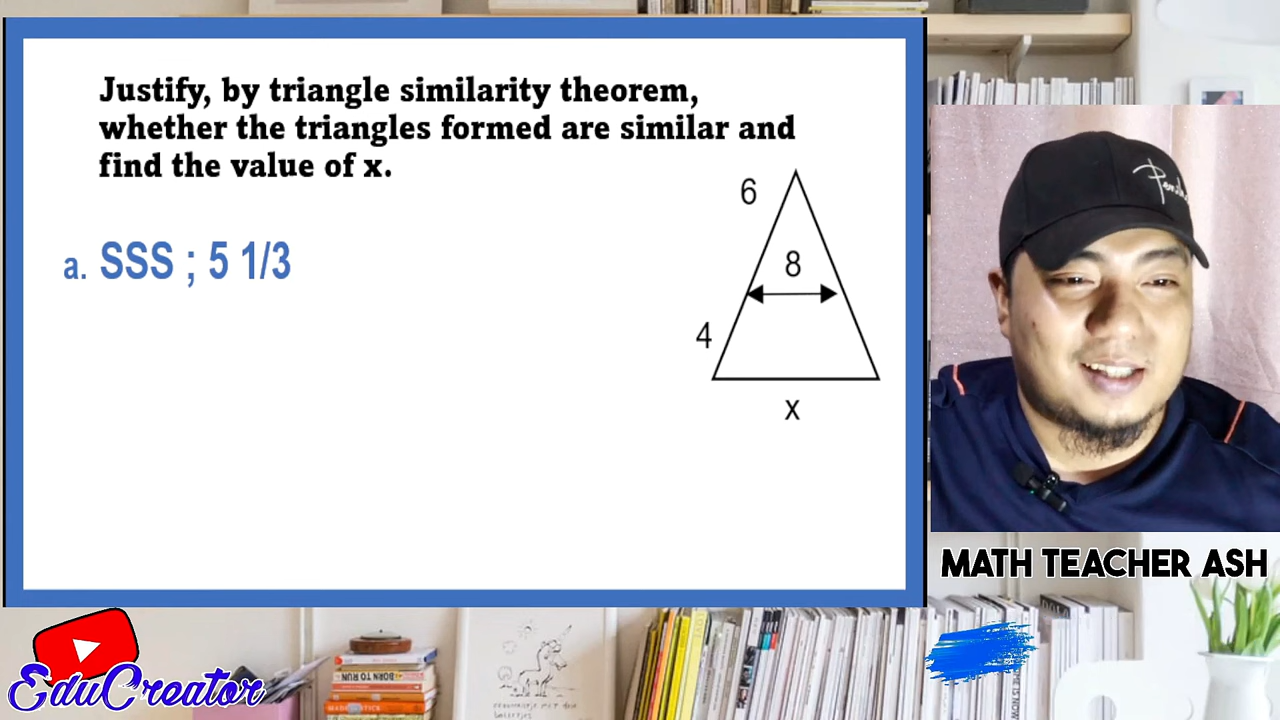 Justify, by triangle similarity theorem,
whether the triangles formed are similar and
find the value of x.
a. SSS ; 5 1/3
6
8
4
x
MATH TEACHER ASH
EduCreator
BORN TO RUN